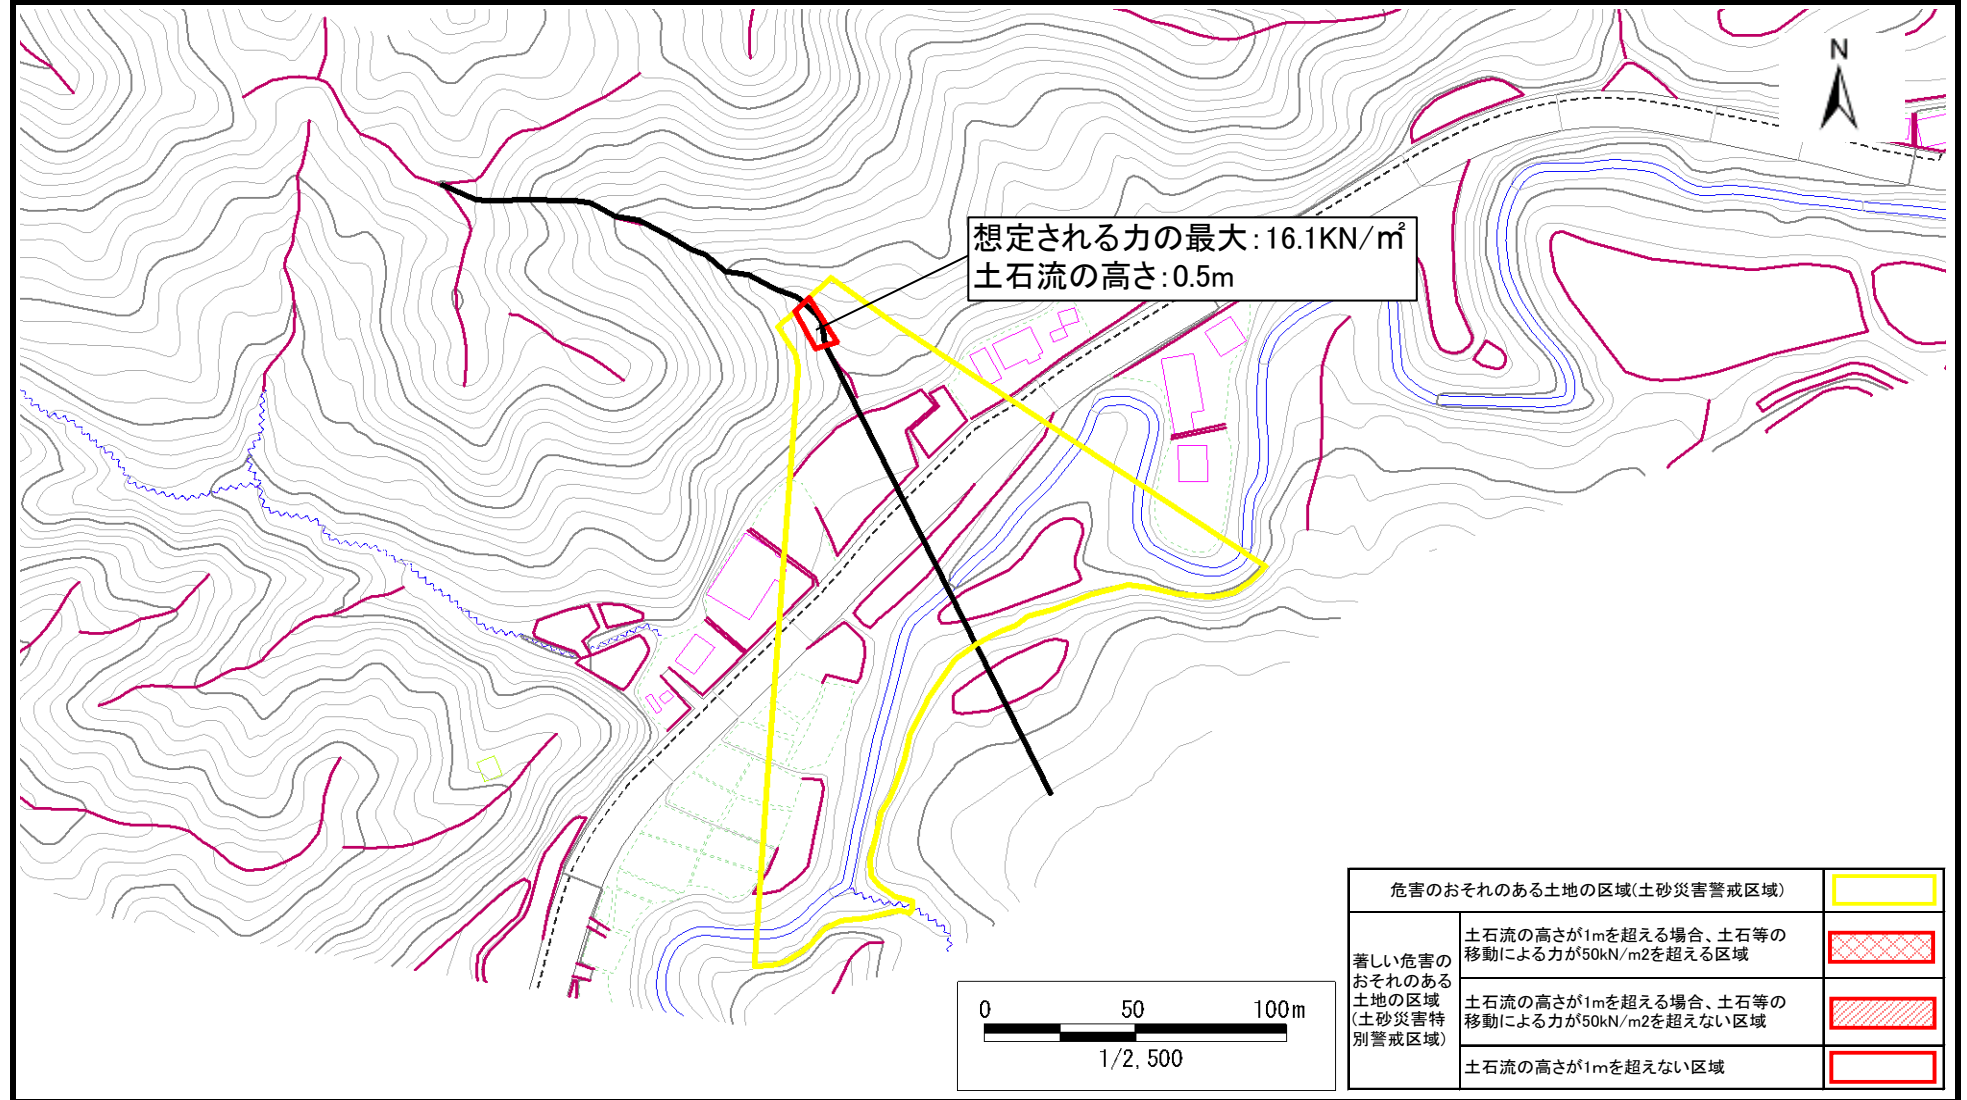 N
想定される力の最大:16.1KN/㎡
土石流の高さ:0.5m
0 50 100m
1/2,500
危害のおそれのある土地の区域(土砂災害警戒区域)
著しい危害の
おそれのある
土地の区域
(土砂災害特
別警戒区域)
土石流の高さが1mを超える場合、土石等の
移動による力が50kN/m2を超える区域
土石流の高さが1mを超える場合、土石等の
移動による力が50kN/m2を超えない区域
土石流の高さが1mを超えない区域